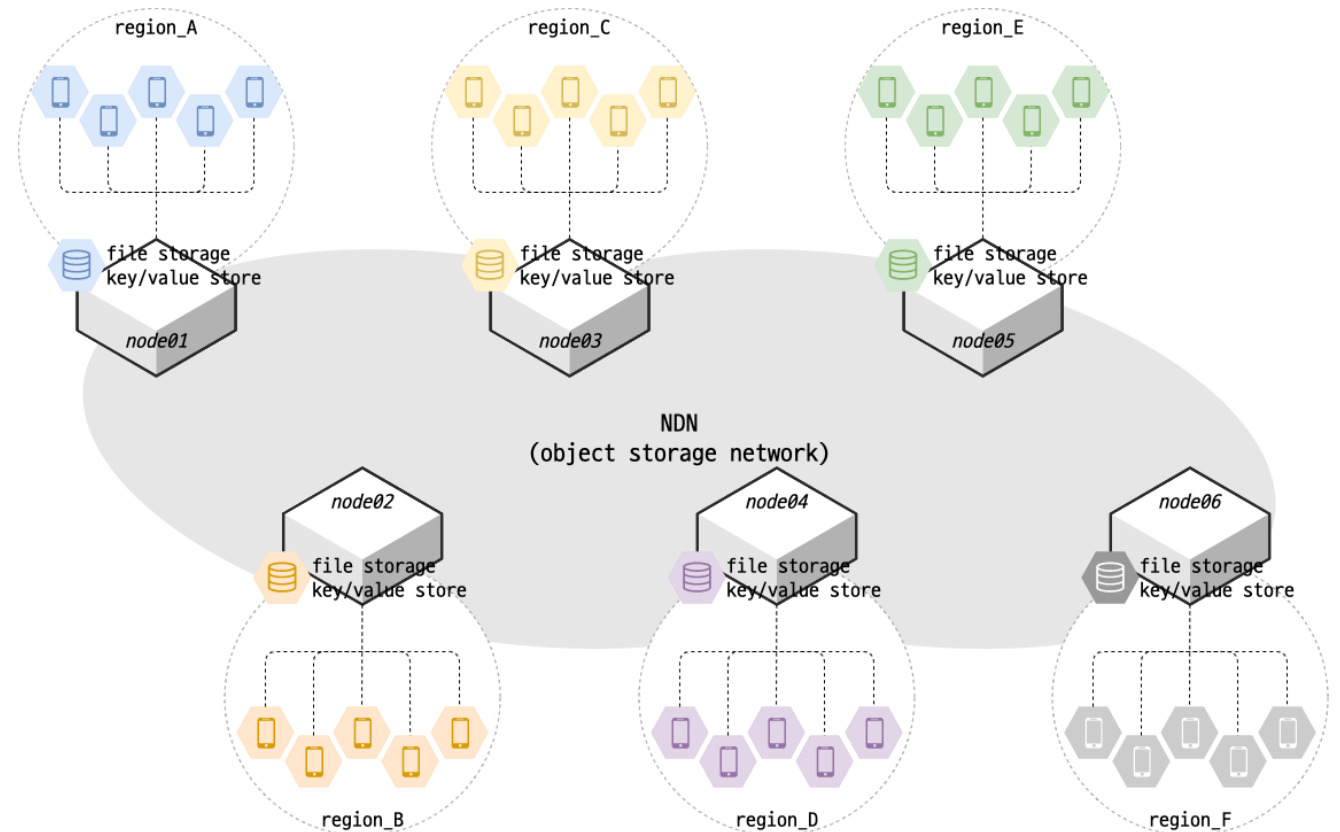 region_A
region_C
region_E
file storage
key/value store
file storage
key/value store
file storage
key/value store
node01
node03
node05
NDN
(object storage network)
node02
node04
node06
file storage
key/value store
file storage
key/value store
file storage
key/value store
region_B
region_D
region_F